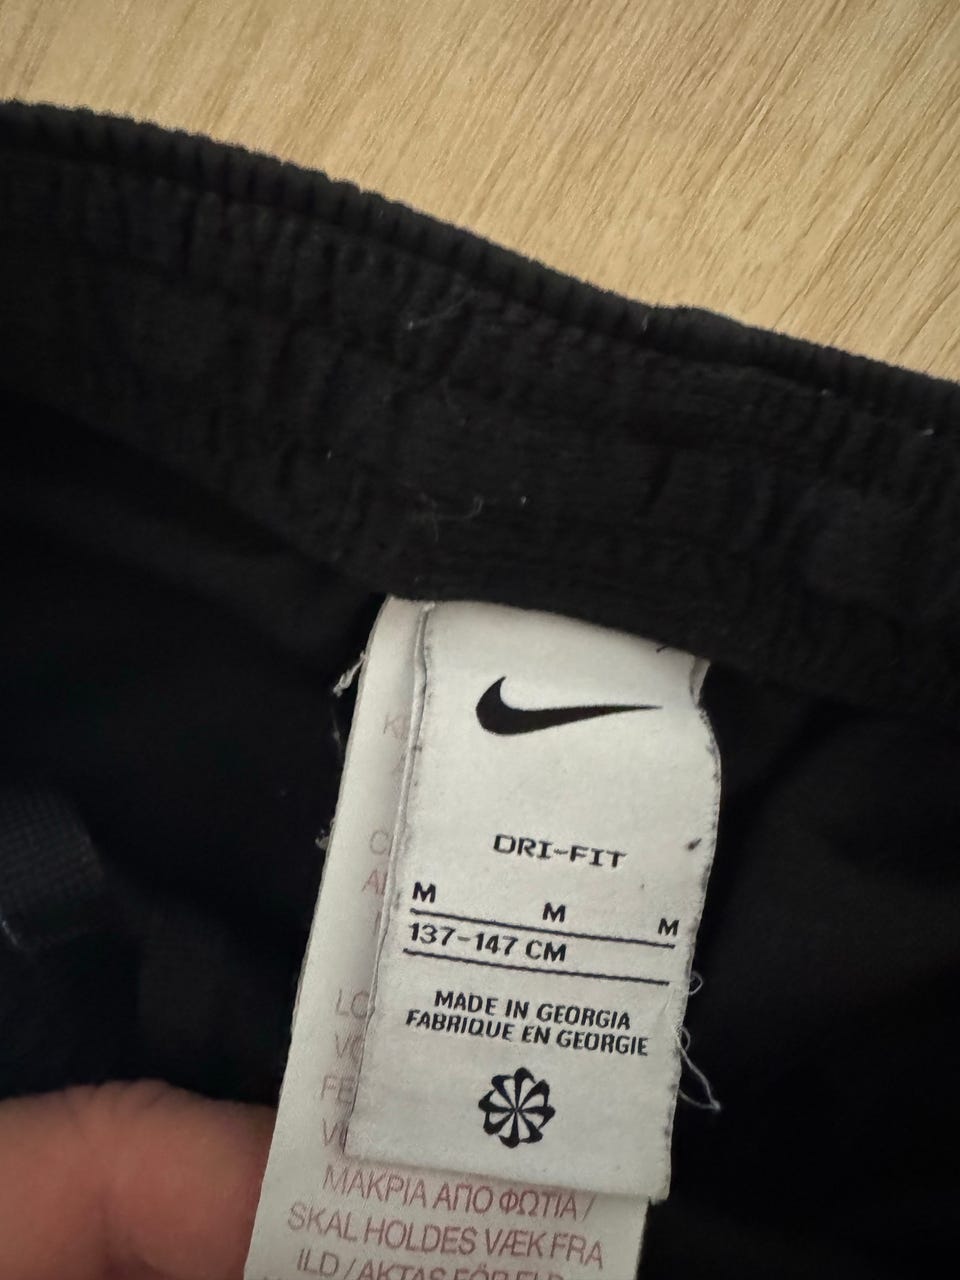 DRI-FIT
M M M
137-147 CM
MADE IN GEORGIA
FABRIQUE EN GEORGIE
ΜΑΚΡΙΑ ΑΠΟ ΦΩΤΙΑ /
SKAL HOLDES VÆK FRA
ILD /